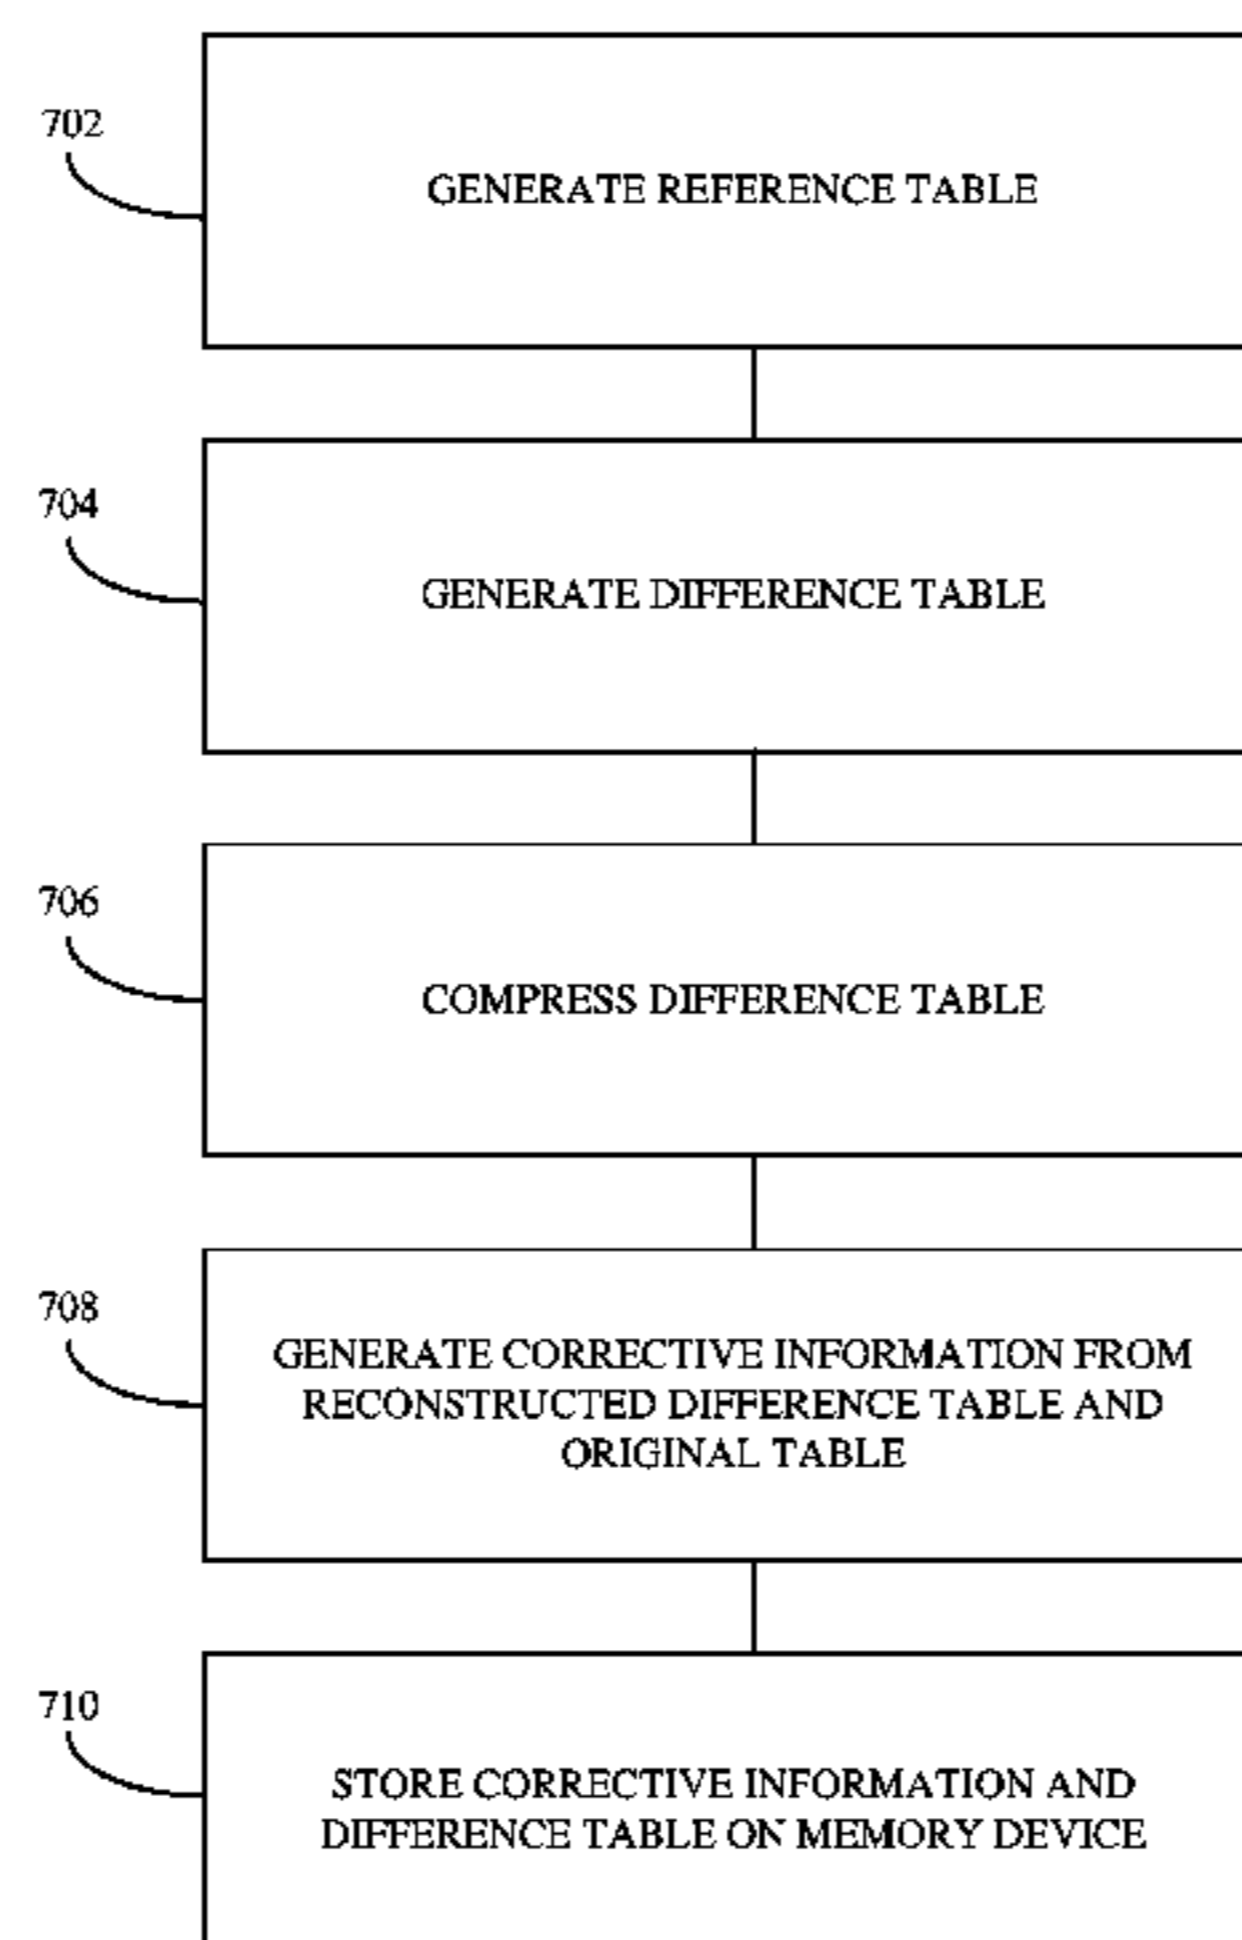 702
GENERATE REFERENCE TABLE
704
GENERATE DIFFERENCE TABLE
706
COMPRESS DIFFERENCE TABLE
708
GENERATE CORRECTIVE INFORMATION FROM
RECONSTRUCTED DIFFERENCE TABLE AND
ORIGINAL TABLE
710
STORE CORRECTIVE INFORMATION AND
DIFFERENCE TABLE ON MEMORY DEVICE